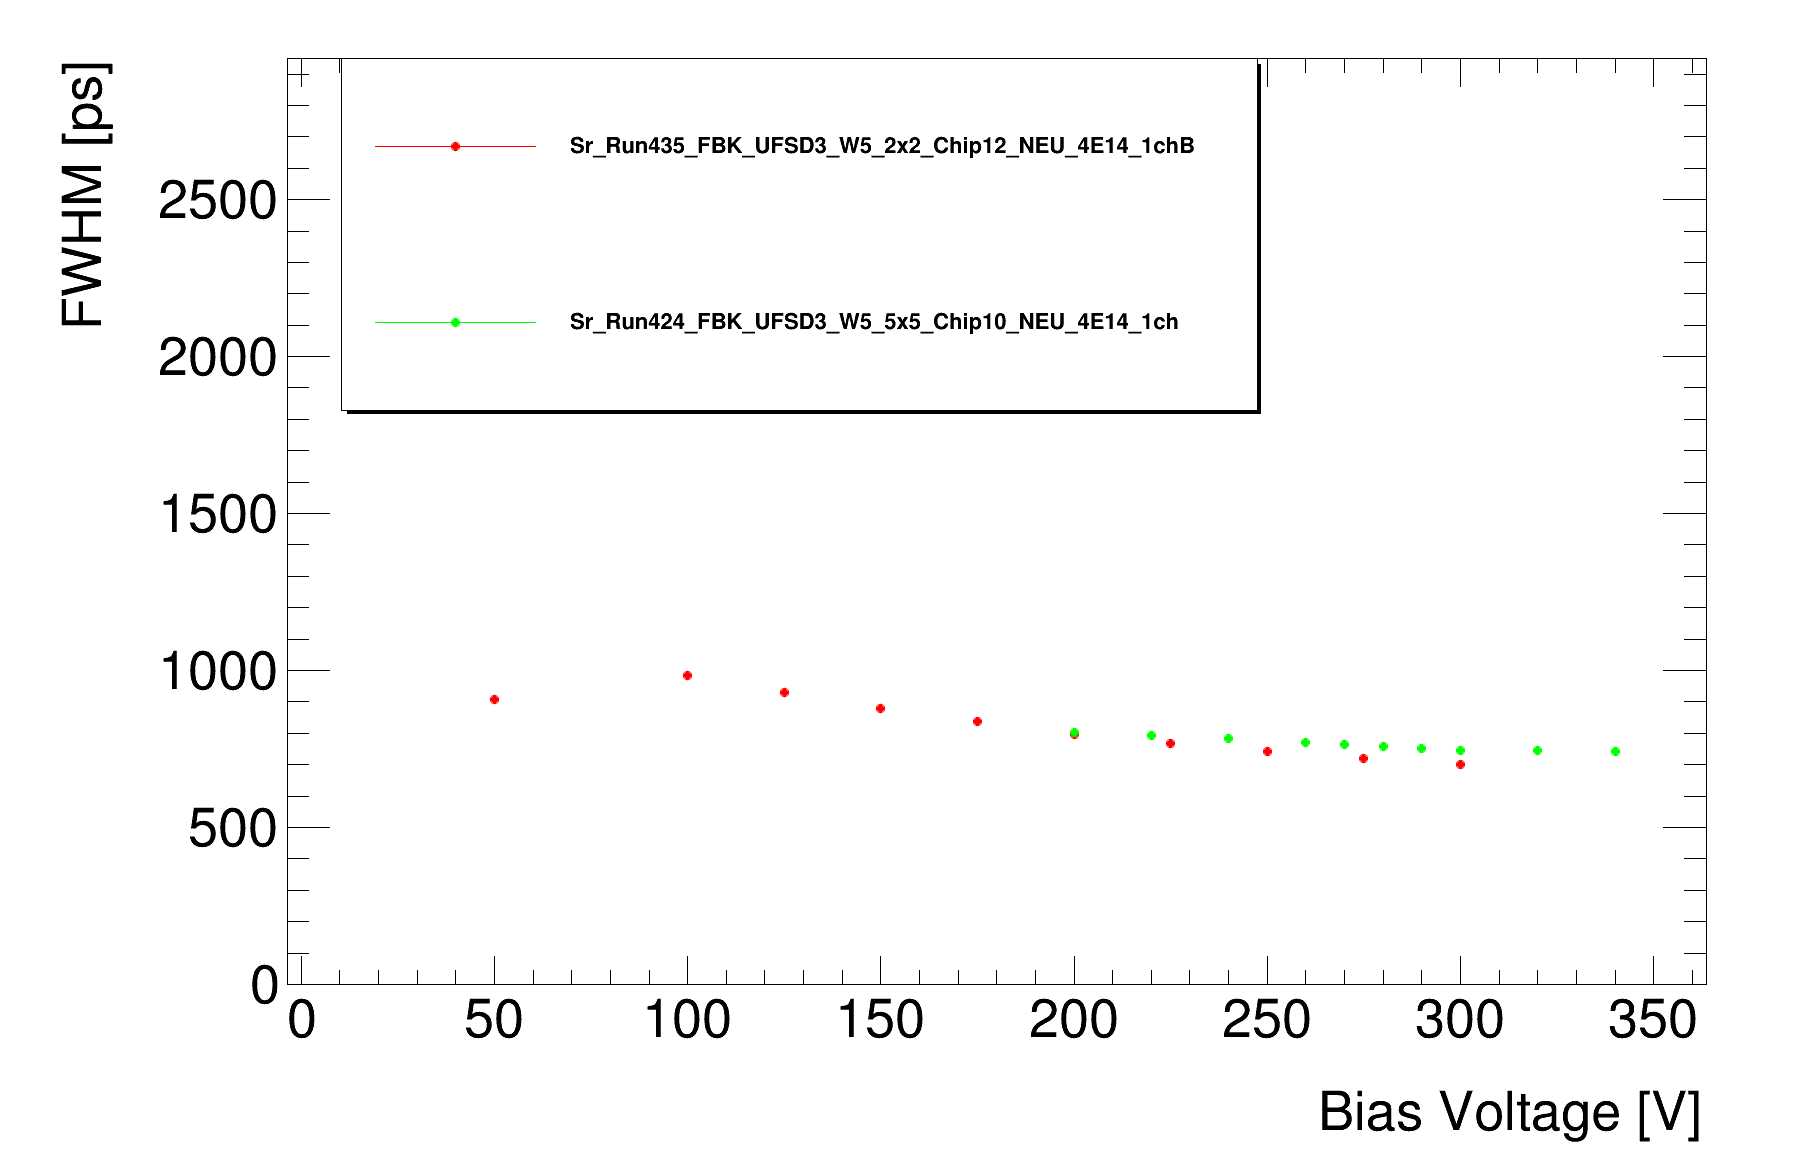 FWHM [ps]
Sr_Run435_FBK_UFSD3_W5_2x2_Chip12_NEU_4E14_1chB
Sr_Run424_FBK_UFSD3_W5_5x5_Chip10_NEU_4E14_1ch
2500
2000
1500
1000
500
0
0 50 100 150 200 250 300 350
Bias Voltage [V]